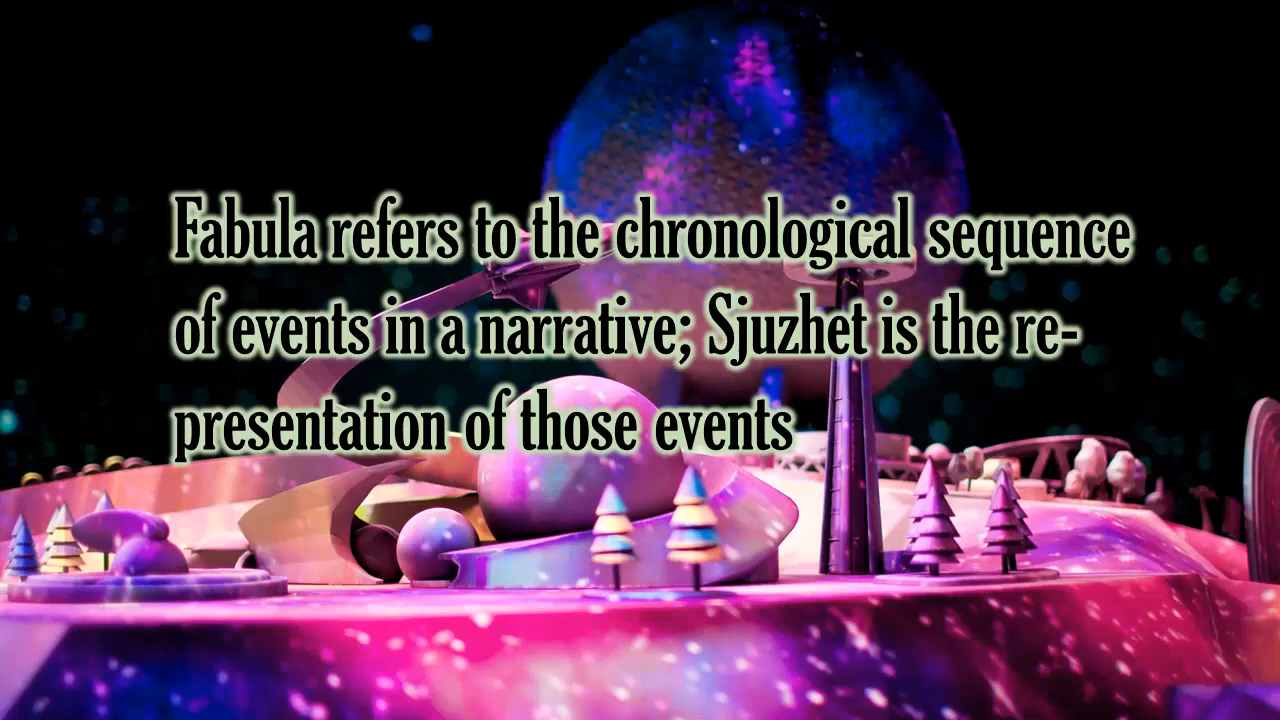 Fabula refers to the chronological sequence
of events in a narrative; Sjuzhet is the re-
presentation of those events